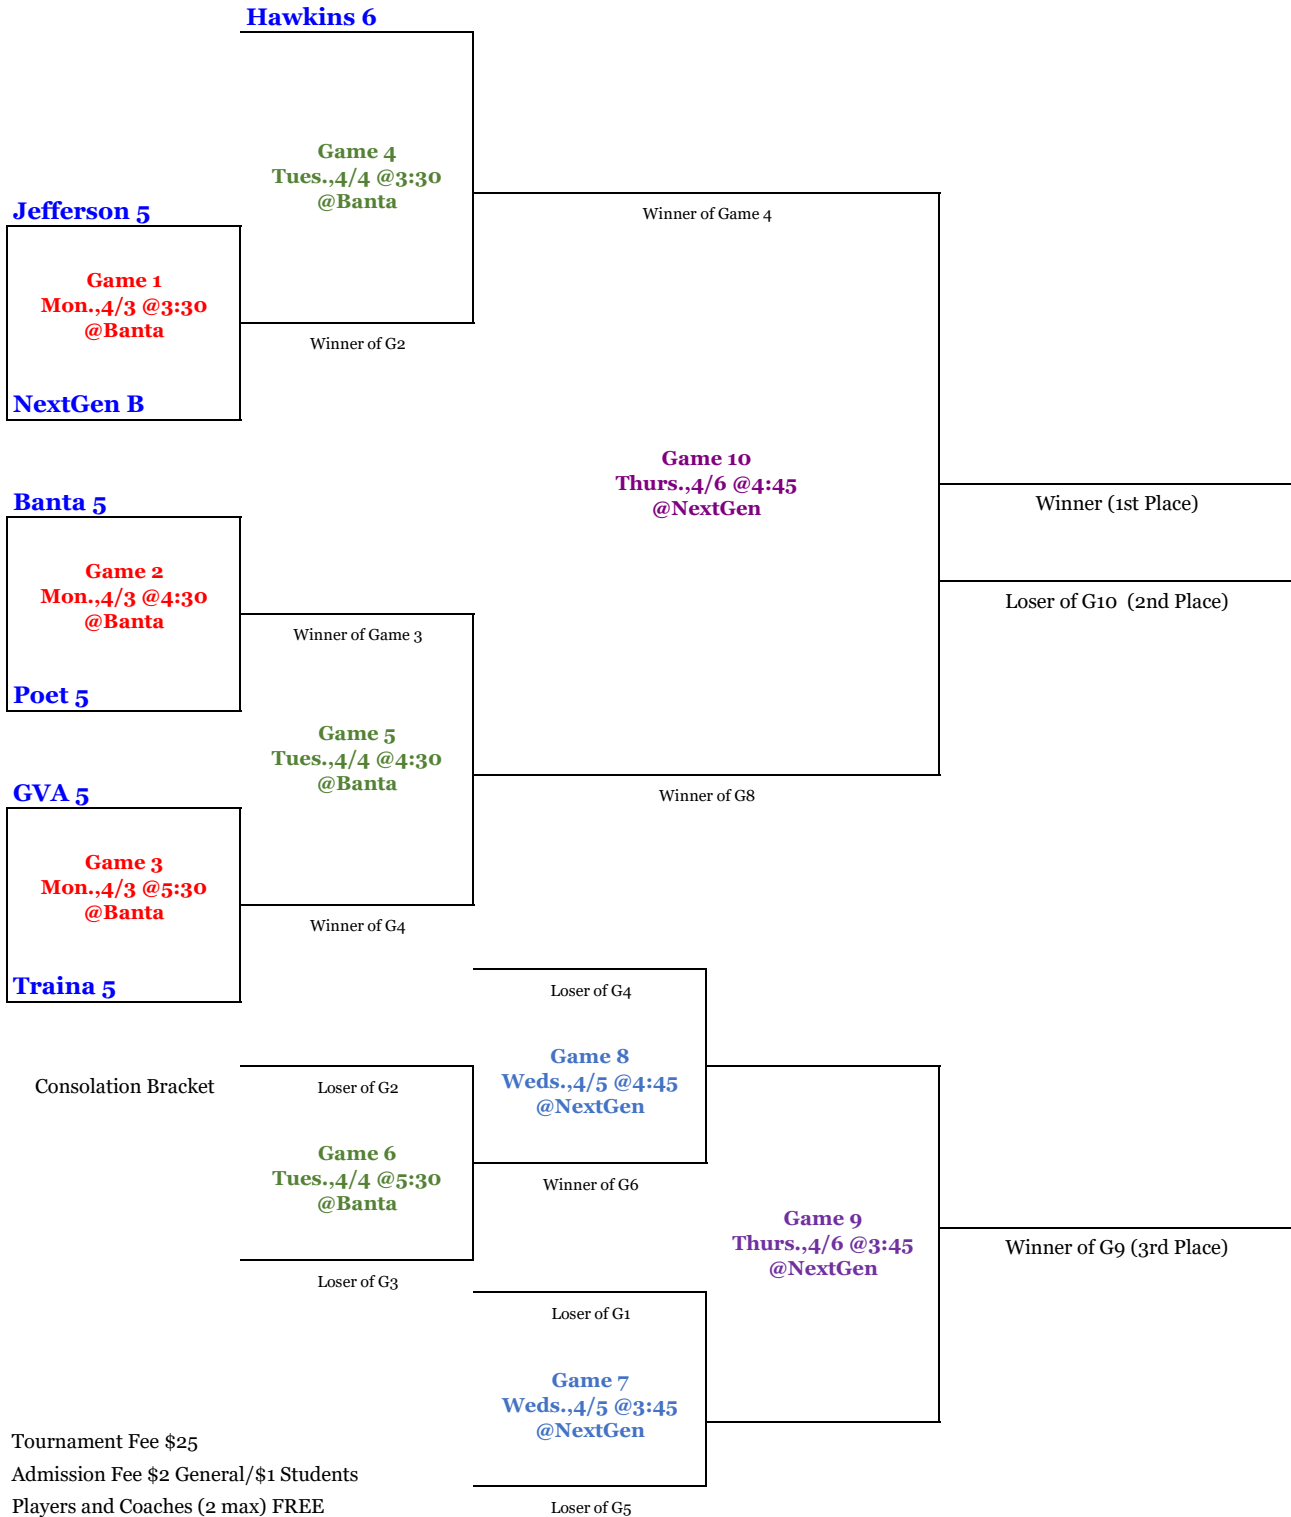 Hawkins 6
Game 4
Tues.,4/4 @3:30
@Banta
Jefferson 5
Winner of Game 4
Game 1
Mon.,4/3 @3:30
@Banta
Winner of G2
NextGen B
Game 10
Thurs.,4/6 @4:45
@NextGen
Banta 5
Winner (1st Place)
Game 2
Mon.,4/3 @4:30
@Banta
Loser of G10 (2nd Place)
Winner of Game 3
Poet 5
Game 5
Tues.,4/4 @4:30
@Banta
GVA 5
Winner of G8
Game 3
Mon.,4/3 @5:30
@Banta
Winner of G4
Traina 5
Loser of G4
Game 8
Weds.,4/5 @4:45
@NextGen
Consolation Bracket
Loser of G2
Game 6
Tues.,4/4 @5:30
@Banta
Winner of G6
Game 9
Thurs.,4/6 @3:45
@NextGen
Winner of G9 (3rd Place)
Loser of G3
Loser of G1
Game 7
Weds.,4/5 @3:45
@NextGen
Tournament Fee $25
Admission Fee $2 General/$1 Students
Players and Coaches (2 max) FREE
Loser of G5